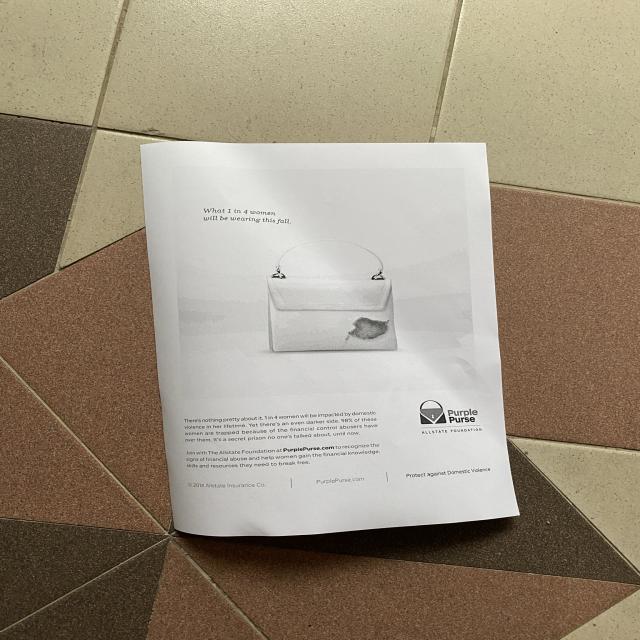 What 1 in 4 women
will be wearing this fall.
There's nothing pretty about it. 1 in 4 women will be impacted by domestic
violence in her lifetime. Yet there's an even darker side. 98% of these
women are trapped because of the financial control abusers have
over them. It's a secret prison no one's talked about, until now.
Join with The Allstate Foundation at PurplePurse.com to recognize the
signs of financial abuse and help women gain the financial knowledge,
skills and resources they need to break free.
Purple
Purse
ALLSTATE FOUNDATION
© 2014 Allstate Insurance Co.
PurplePurse.com
Protect against Domestic Violence